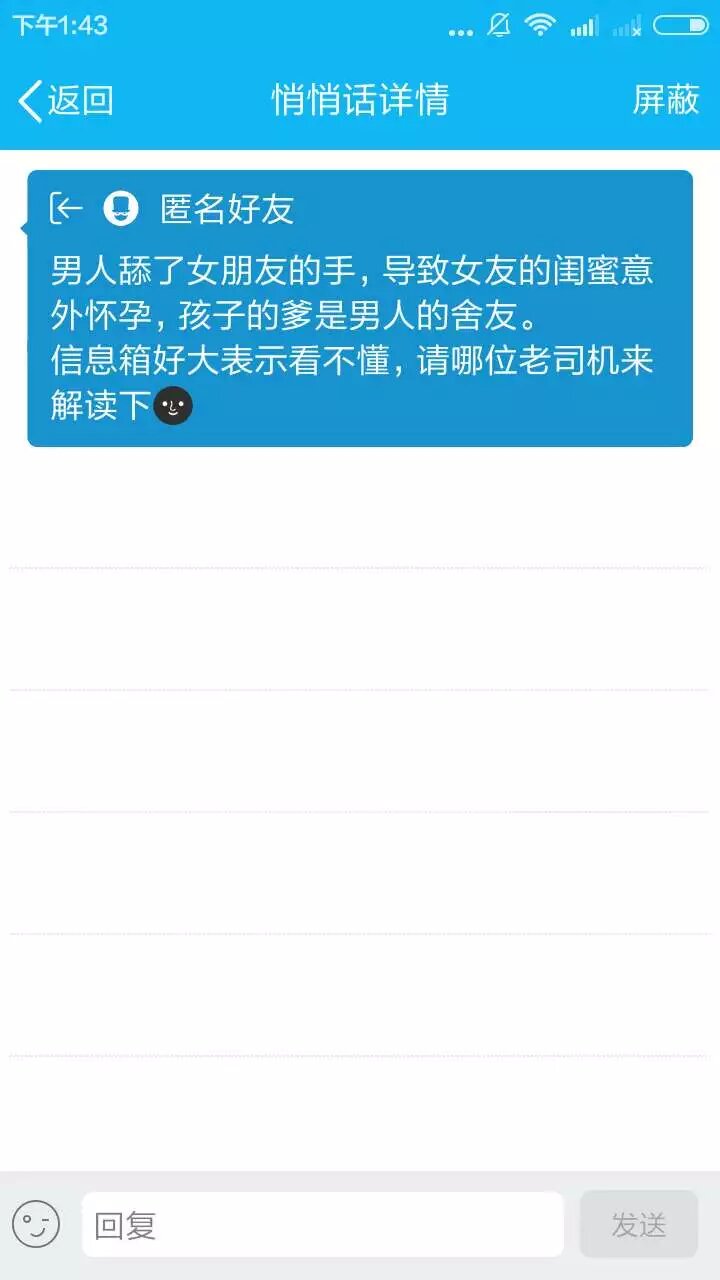 下午1:43
返回 悄悄话详情 屏蔽
匿名好友
男人舔了女朋友的手，导致女友的闺蜜意
外怀孕，孩子的爹是男人的舍友。
信息箱好大表示看不懂，请哪位老司机来
解读下
回复 发送